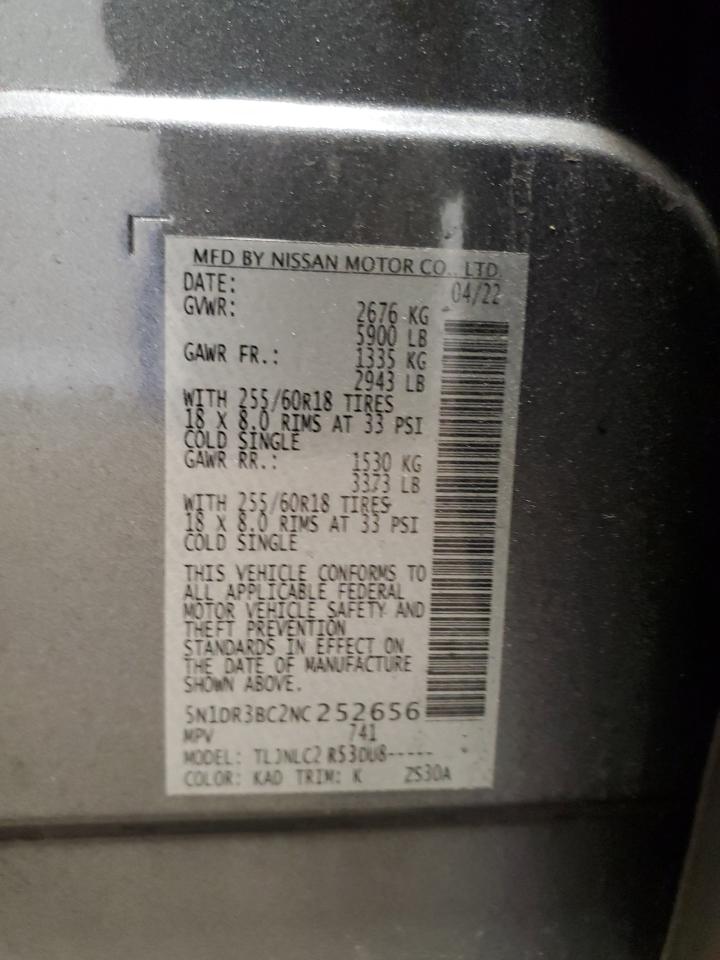 MFD BY NISSAN MOTOR CO., LTD.
DATE: 04/22
GVWR: 2676 KG
5900 LB
GAWR FR.: 1335 KG
2943 LB
WITH 255/60R18 TIRES
18 X 8.0 RIMS AT 33 PSI
COLD SINGLE
GAWR RR.: 1530 KG
3373 LB
WITH 255/60R18 TIRES
18 X 8.0 RIMS AT 33 PSI
COLD SINGLE
THIS VEHICLE CONFORMS TO
ALL APPLICABLE FEDERAL
MOTOR VEHICLE SAFETY AND
THEFT PREVENTION
STANDARDS IN EFFECT ON
THE DATE OF MANUFACTURE
SHOWN ABOVE.
5N1DR3BC2NC252656
MPV 741
MODEL: TLJNLC2 R53DU8-----
COLOR: KAD TRIM: K ZS30A